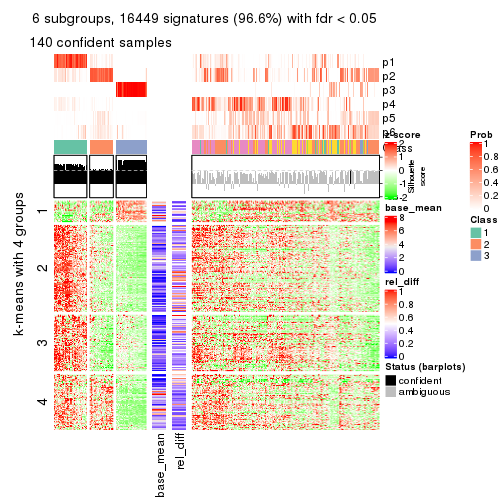 6 subgroups, 16449 signatures (96.6%) with fdr < 0.05
140 confident samples
p1
p2
p3
p4
p5
p6
Class
z-score
2
1
0
-1
-2
Silhouette
score
Prob
1
0.8
0.6
0.4
0.2
0
base_mean
8
6
4
2
0
Class
1
2
3
rel_diff
1
0.8
0.6
0.4
0.2
0
Status (barplots)
confident
ambiguous
k-means with 4 groups
1
2
3
4
base_mean
rel_diff